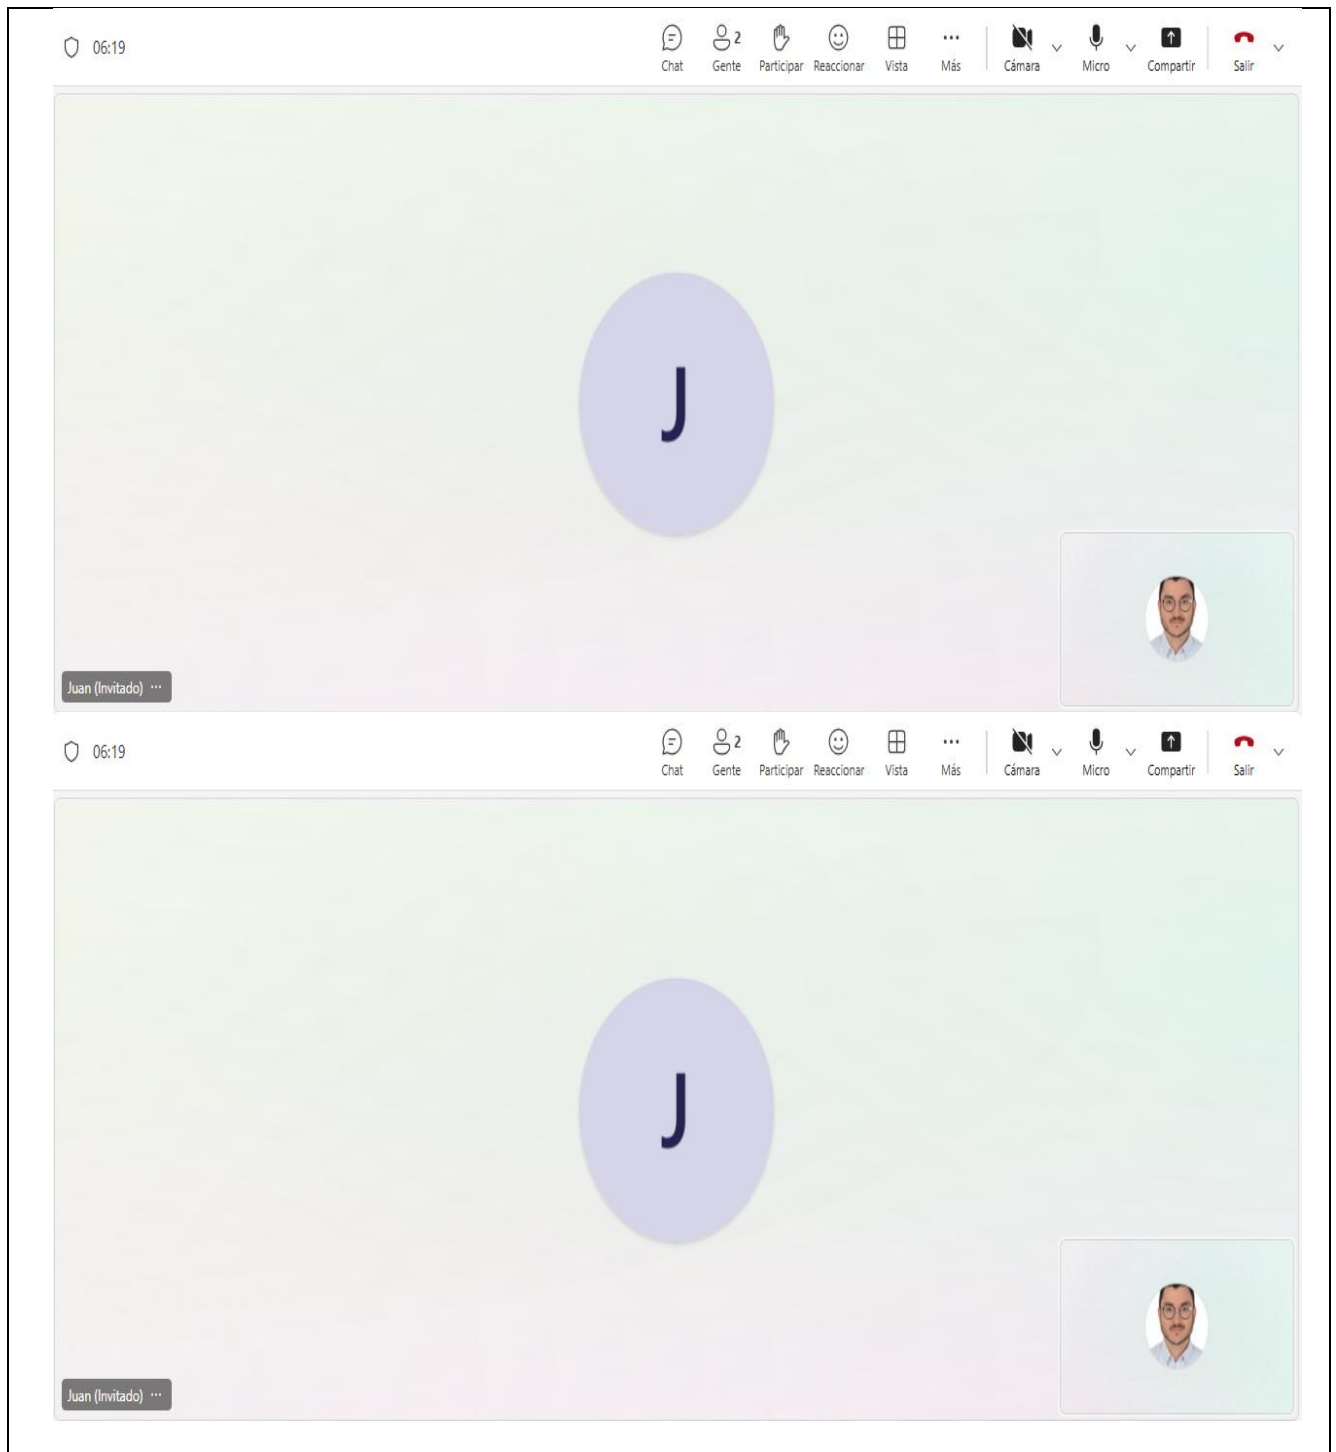 06:19
2
Chat Gente Participar Reaccionar Vista Más Cámara Micro Compartir Salir
J
Juan (Invitado) ···
06:19
2
Chat Gente Participar Reaccionar Vista Más Cámara Micro Compartir Salir
J
Juan (Invitado) ···